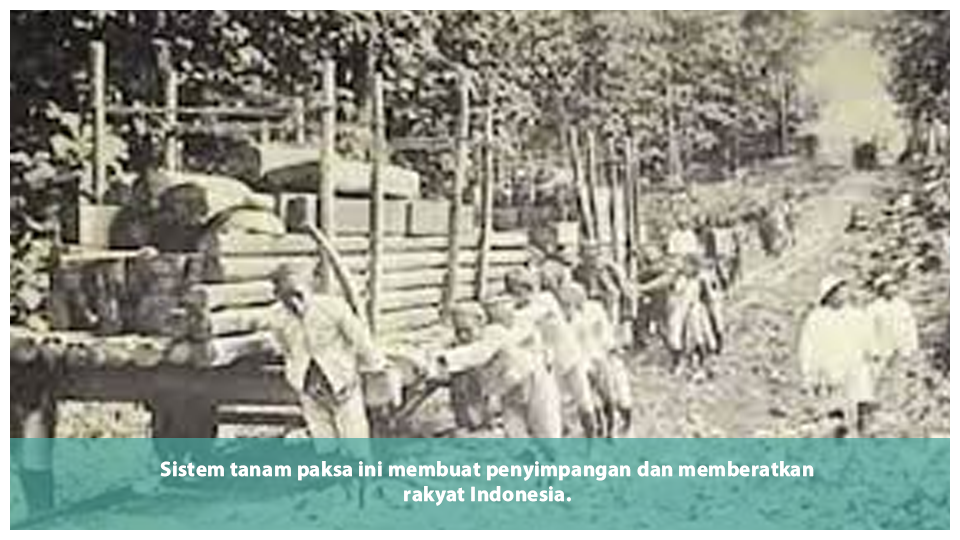 Sistem tanam paksa ini membuat penyimpangan dan memberatkan
rakyat Indonesia.